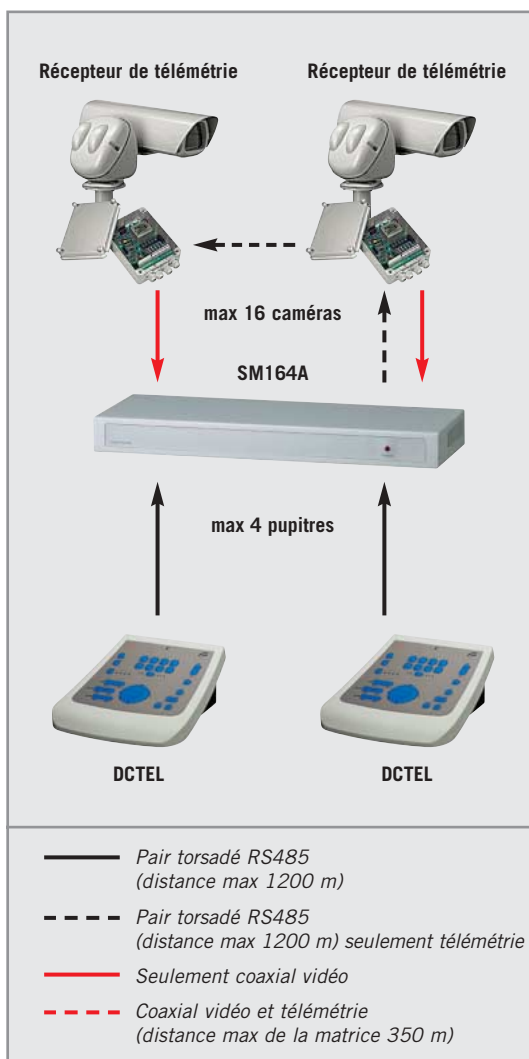 Récepteur de télémétrie
Récepteur de télémétrie
max 16 caméras
SM164A
max 4 pupitres
DCTEL
DCTEL
Pair torsadé RS485
(distance max 1200 m)
Pair torsadé RS485
(distance max 1200 m) seulement télémétrie
Seulement coaxial vidéo
Coaxial vidéo et télémétrie
(distance max de la matrice 350 m)